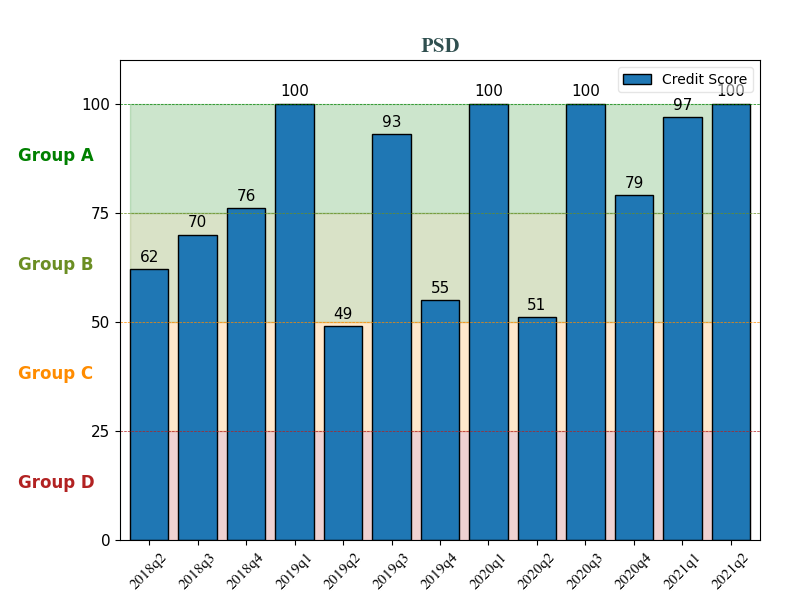 PSD
Credit Score
100
75
50
25
0
Group A
Group B
Group C
Group D
62
70
76
100
49
93
55
100
51
100
79
97
100
2018q2
2018q3
2018q4
2019q1
2019q2
2019q3
2019q4
2020q1
2020q2
2020q3
2020q4
2021q1
2021q2